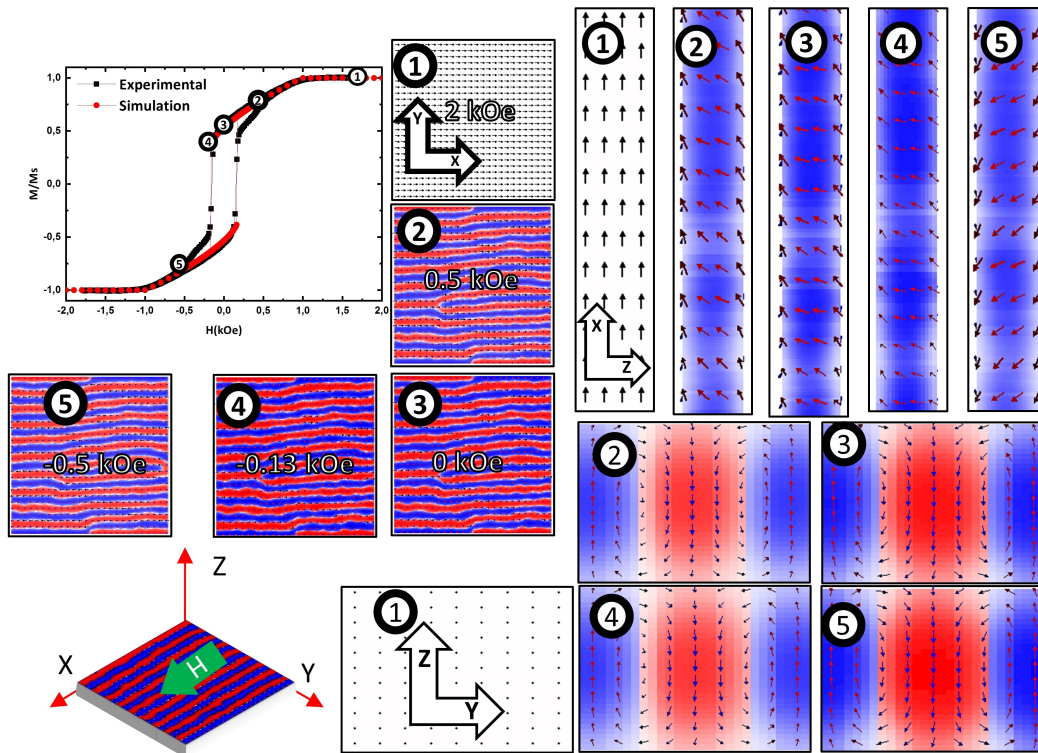 Experimental
Simulation
1
2
3
4
5
1,0
0,5
0,0
-0,5
-1,0
M/Ms
-2,0
-1,5
-1,0
-0,5
0,0
0,5
1,0
1,5
2,0
H(kOe)
1
2 kOe
Y
X
2
0.5 kOe
5
-0.5 kOe
4
-0.13 kOe
3
0 kOe
1
2
3
4
5
X
Z
2
3
4
5
1
Z
Y
Z
X
Y
H